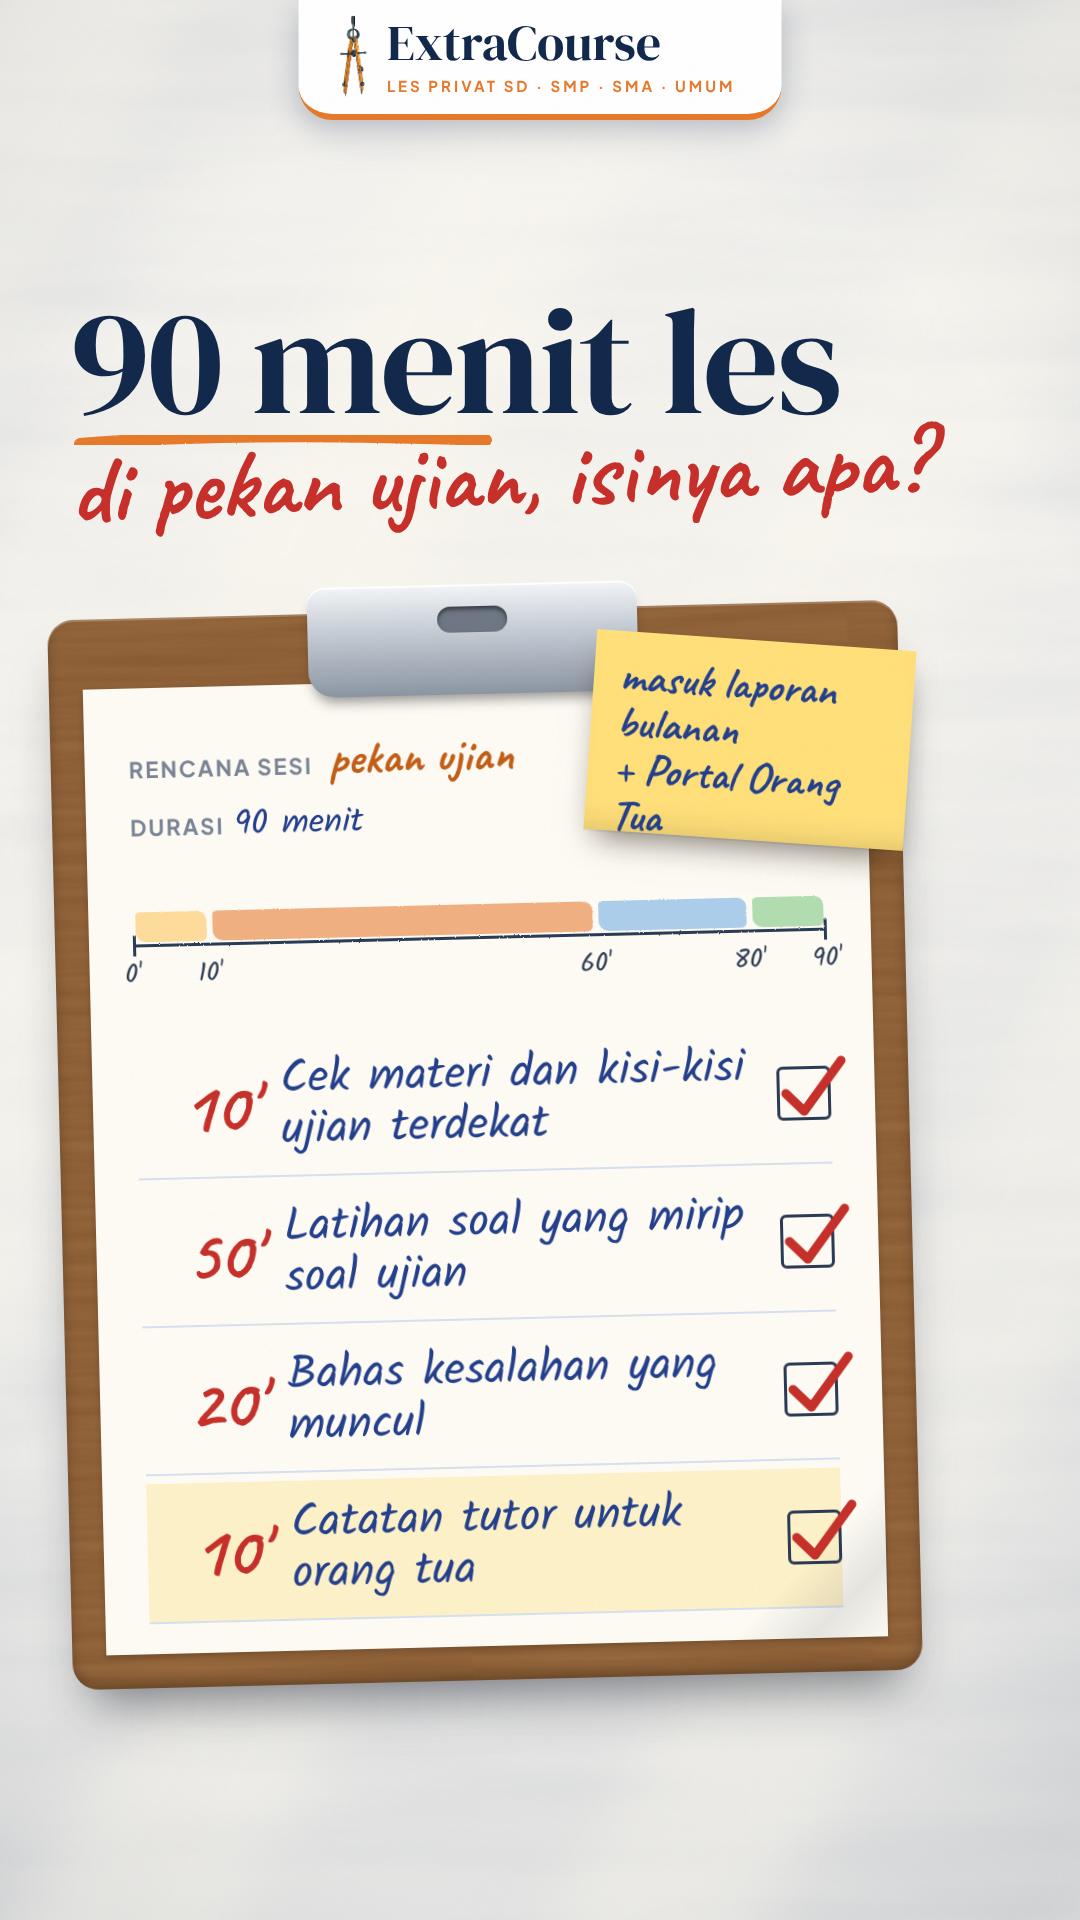 ExtraCourse
LES PRIVAT SD · SMP · SMA · UMUM
90 menit les
di pekan ujian, isinya apa?
masuk laporan
bulanan
+ Portal Orang
Tua
RENCANA SESI pekan ujian
DURASI 90 menit
0' 10' 60' 80' 90'
10' Cek materi dan kisi-kisi
ujian terdekat
50' Latihan soal yang mirip
soal ujian
20' Bahas kesalahan yang
muncul
10' Catatan tutor untuk
orang tua